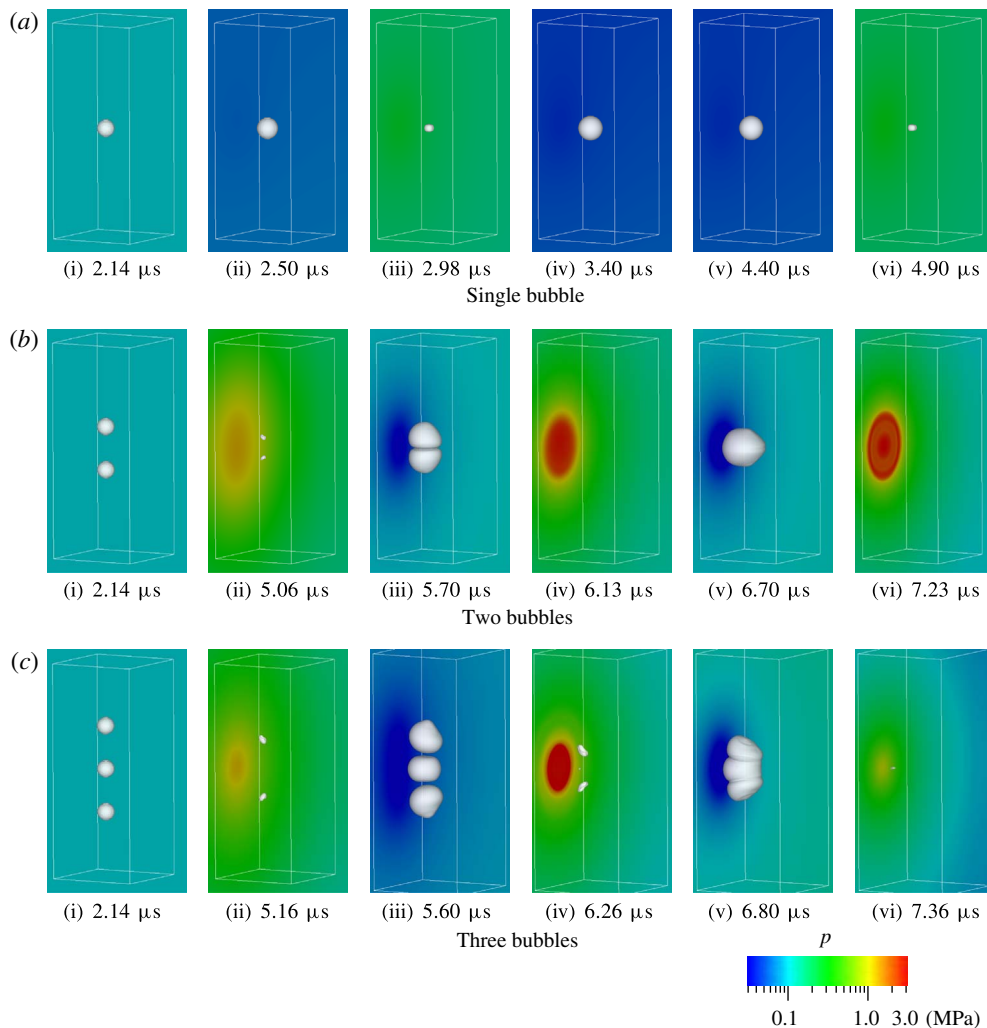 (a)
(i) 2.14 μs (ii) 2.50 μs (iii) 2.98 μs (iv) 3.40 μs (v) 4.40 μs (vi) 4.90 μs
Single bubble
(b)
(i) 2.14 μs (ii) 5.06 μs (iii) 5.70 μs (iv) 6.13 μs (v) 6.70 μs (vi) 7.23 μs
Two bubbles
(c)
(i) 2.14 μs (ii) 5.16 μs (iii) 5.60 μs (iv) 6.26 μs (v) 6.80 μs (vi) 7.36 μs
Three bubbles
p
0.1 1.0 3.0 (MPa)